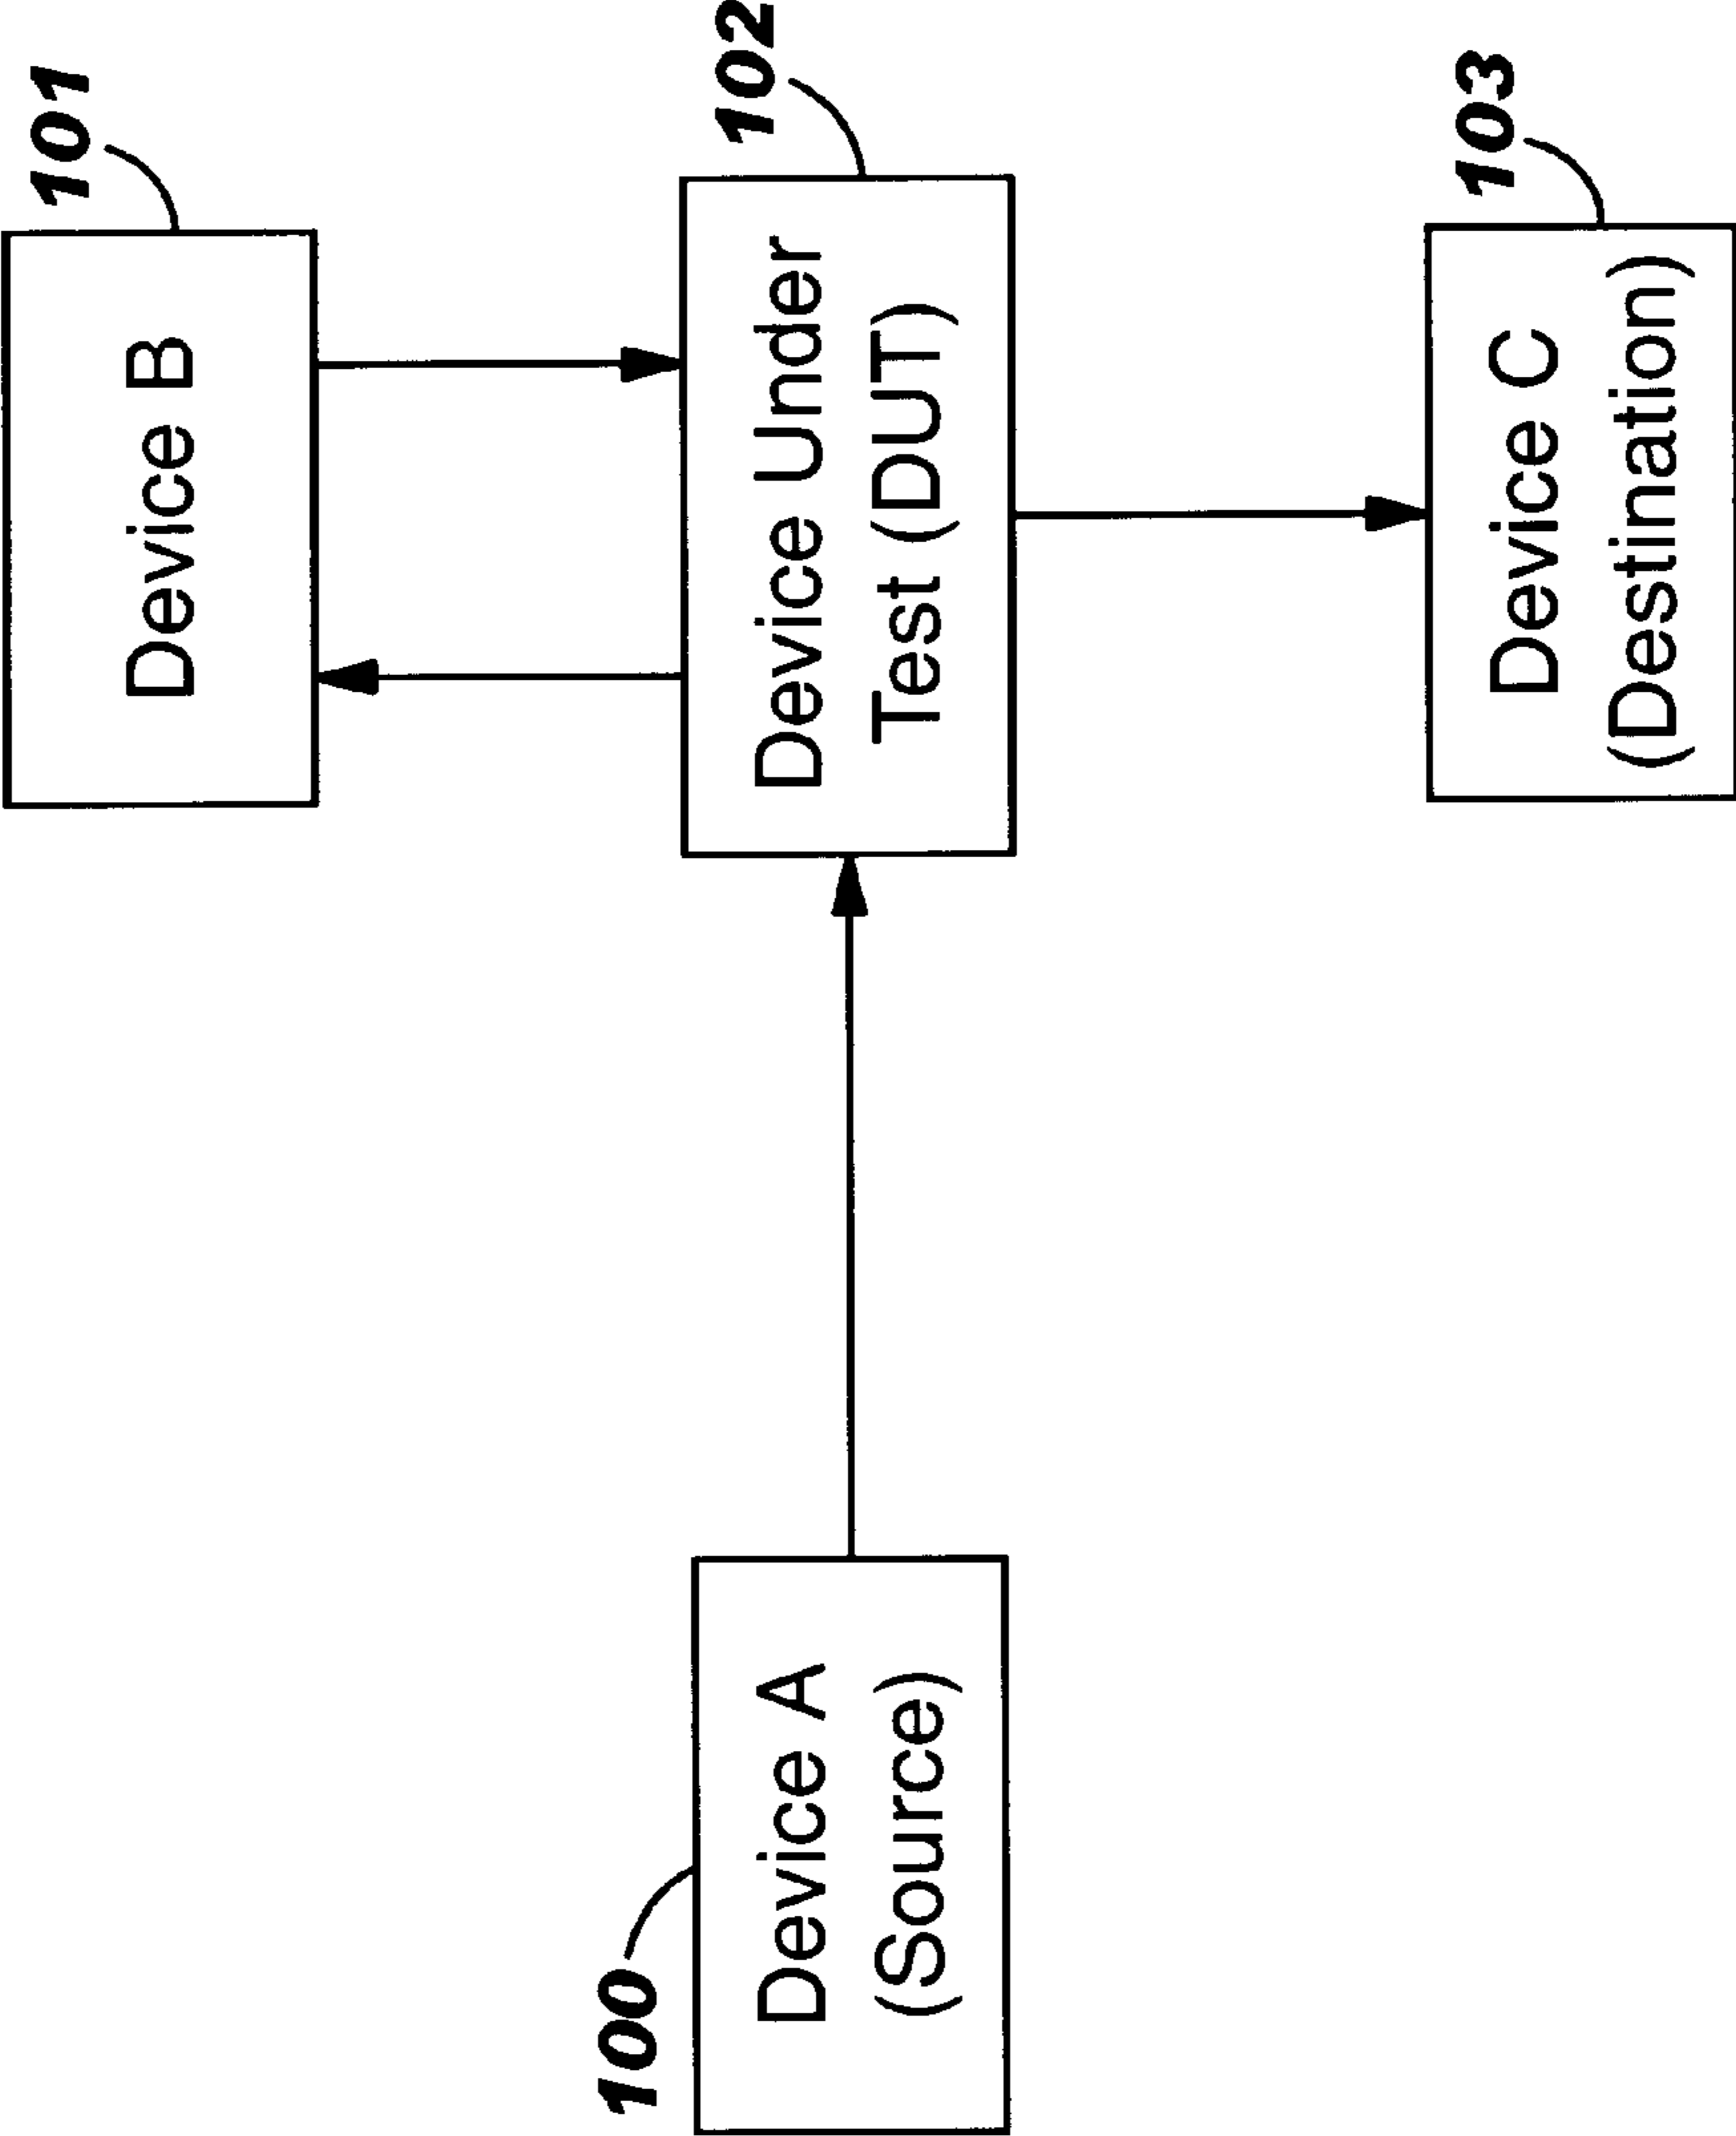 101
Device B
102
Device Under
Test (DUT)
100
Device A
(Source)
103
Device C
(Destination)